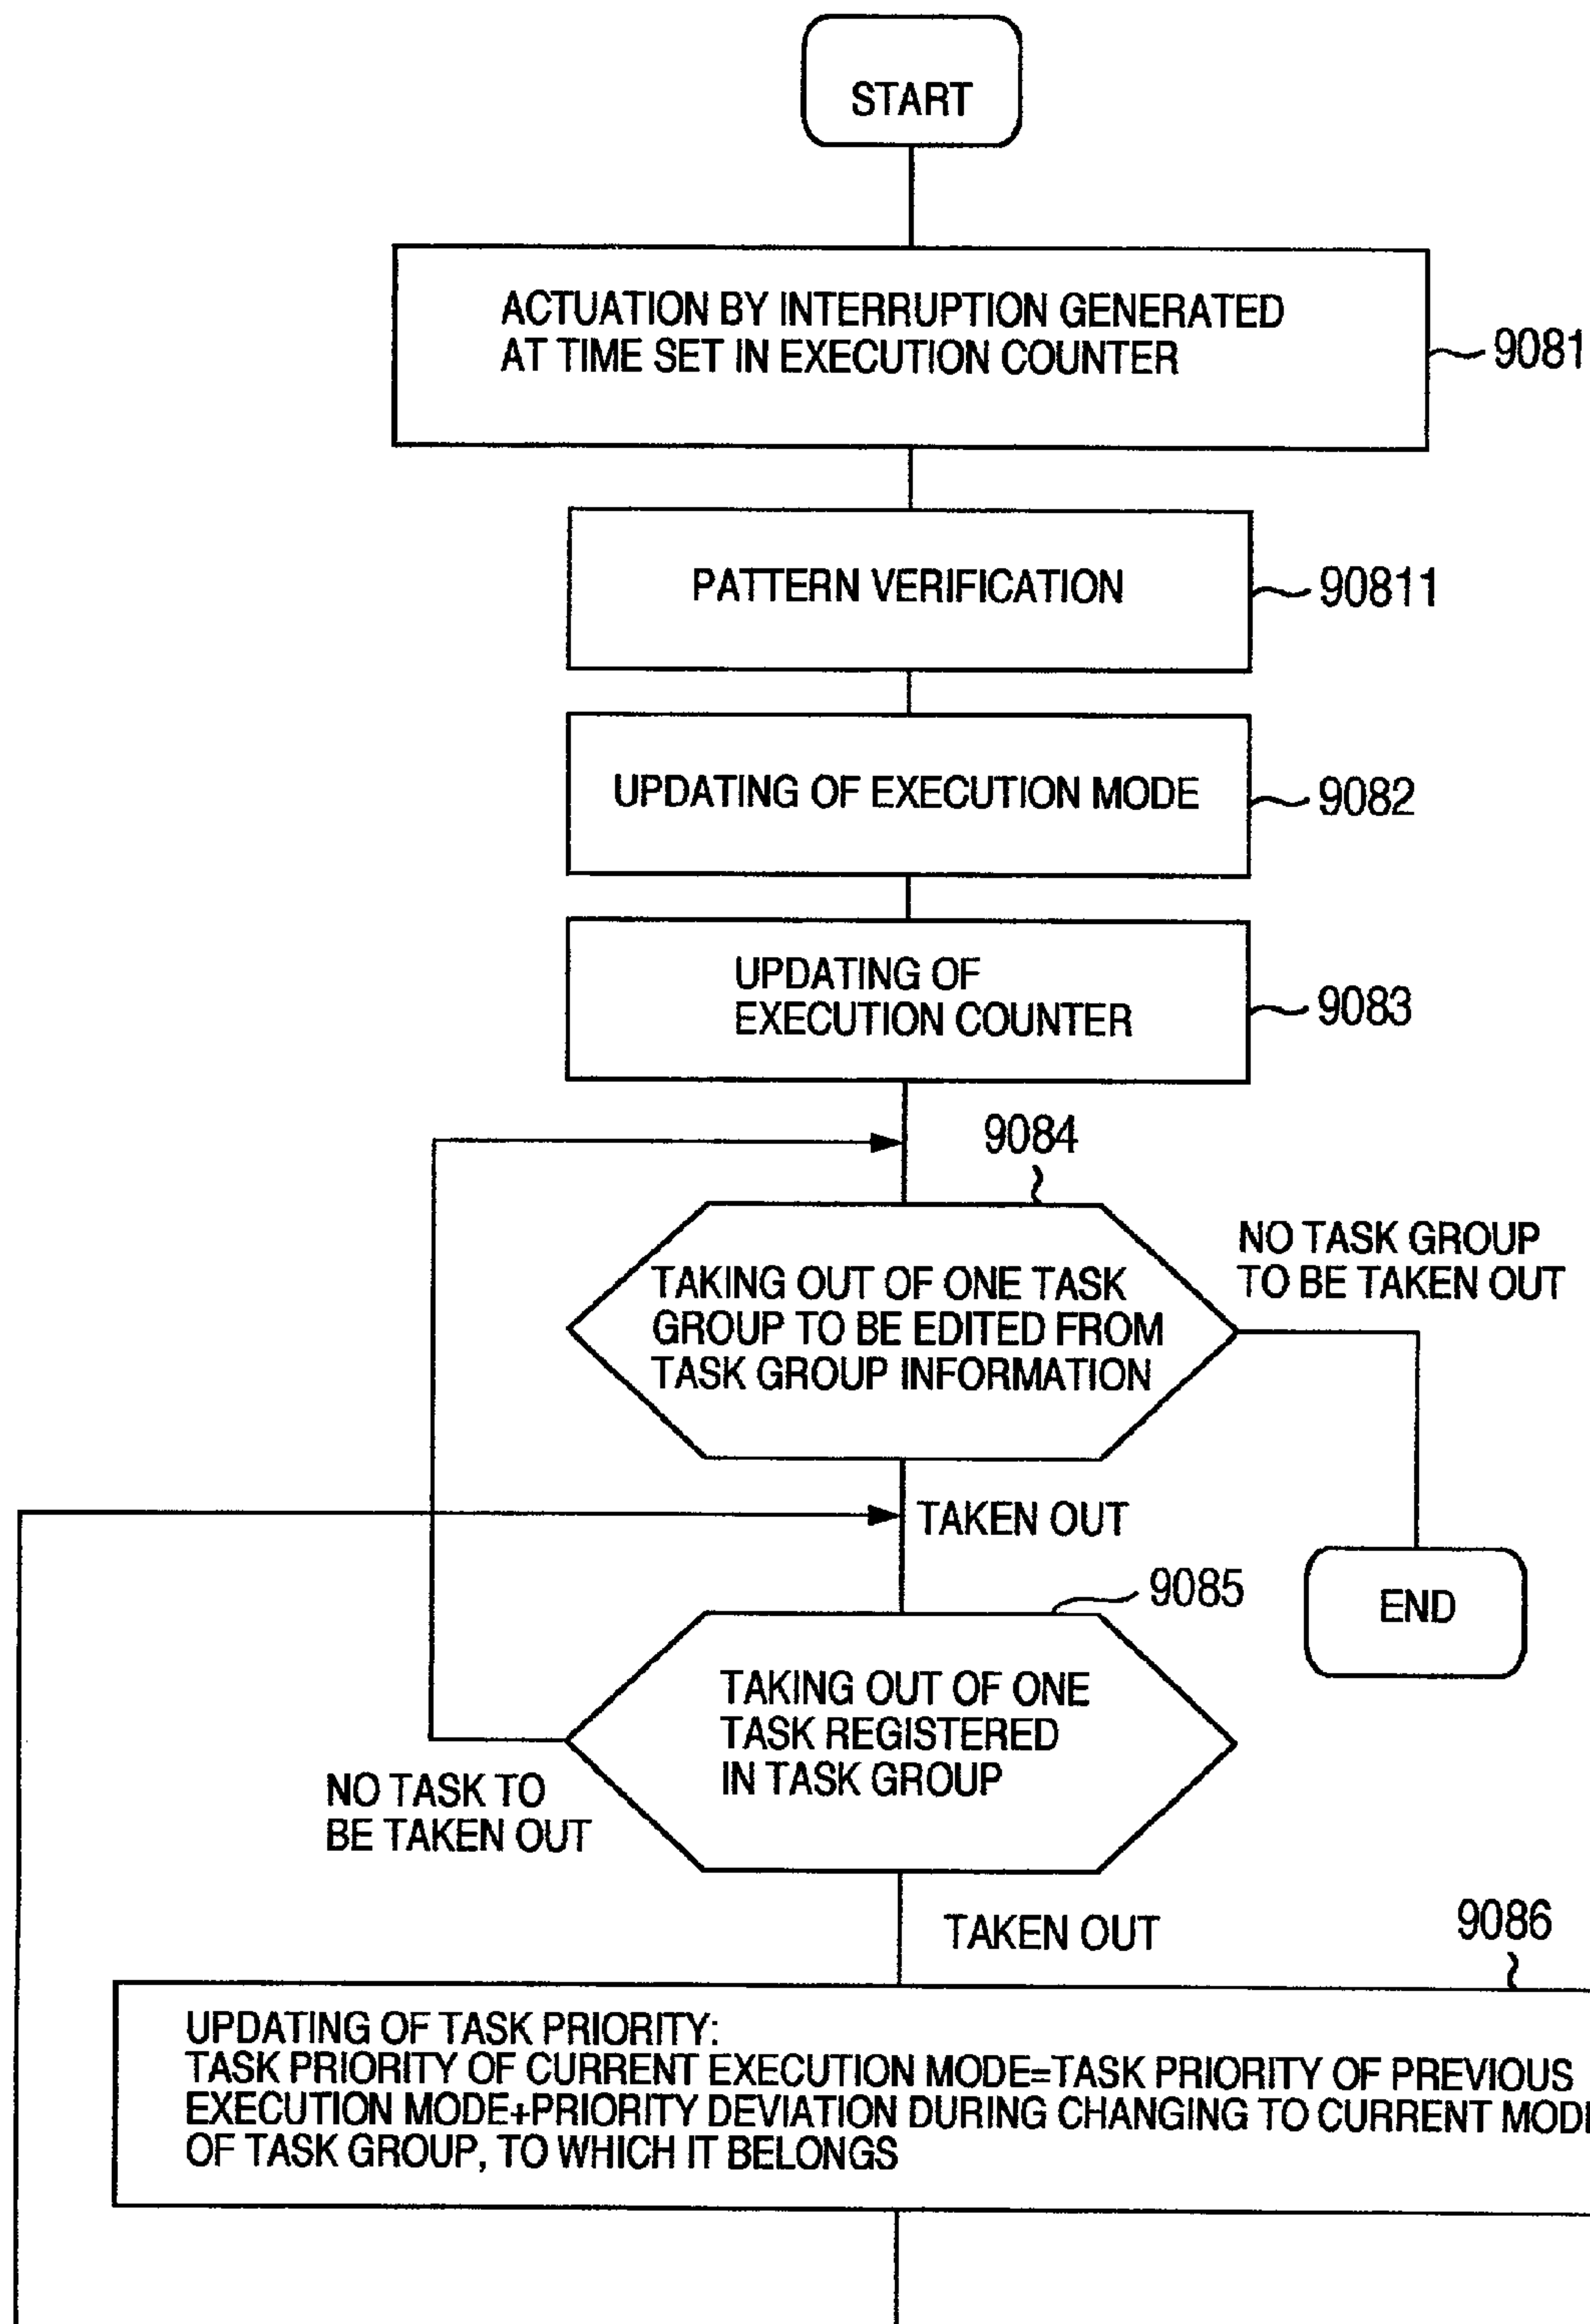 START
ACTUATION BY INTERRUPTION GENERATED
AT TIME SET IN EXECUTION COUNTER
9081
PATTERN VERIFICATION
90811
UPDATING OF EXECUTION MODE
9082
UPDATING OF
EXECUTION COUNTER
9083
9084
TAKING OUT OF ONE TASK
GROUP TO BE EDITED FROM
TASK GROUP INFORMATION
NO TASK GROUP
TO BE TAKEN OUT
TAKEN OUT
END
9085
TAKING OUT OF ONE
TASK REGISTERED
IN TASK GROUP
NO TASK TO
BE TAKEN OUT
TAKEN OUT
9086
UPDATING OF TASK PRIORITY:
TASK PRIORITY OF CURRENT EXECUTION MODE=TASK PRIORITY OF PREVIOUS
EXECUTION MODE+PRIORITY DEVIATION DURING CHANGING TO CURRENT
OF TASK GROUP, TO WHICH IT BELONGS